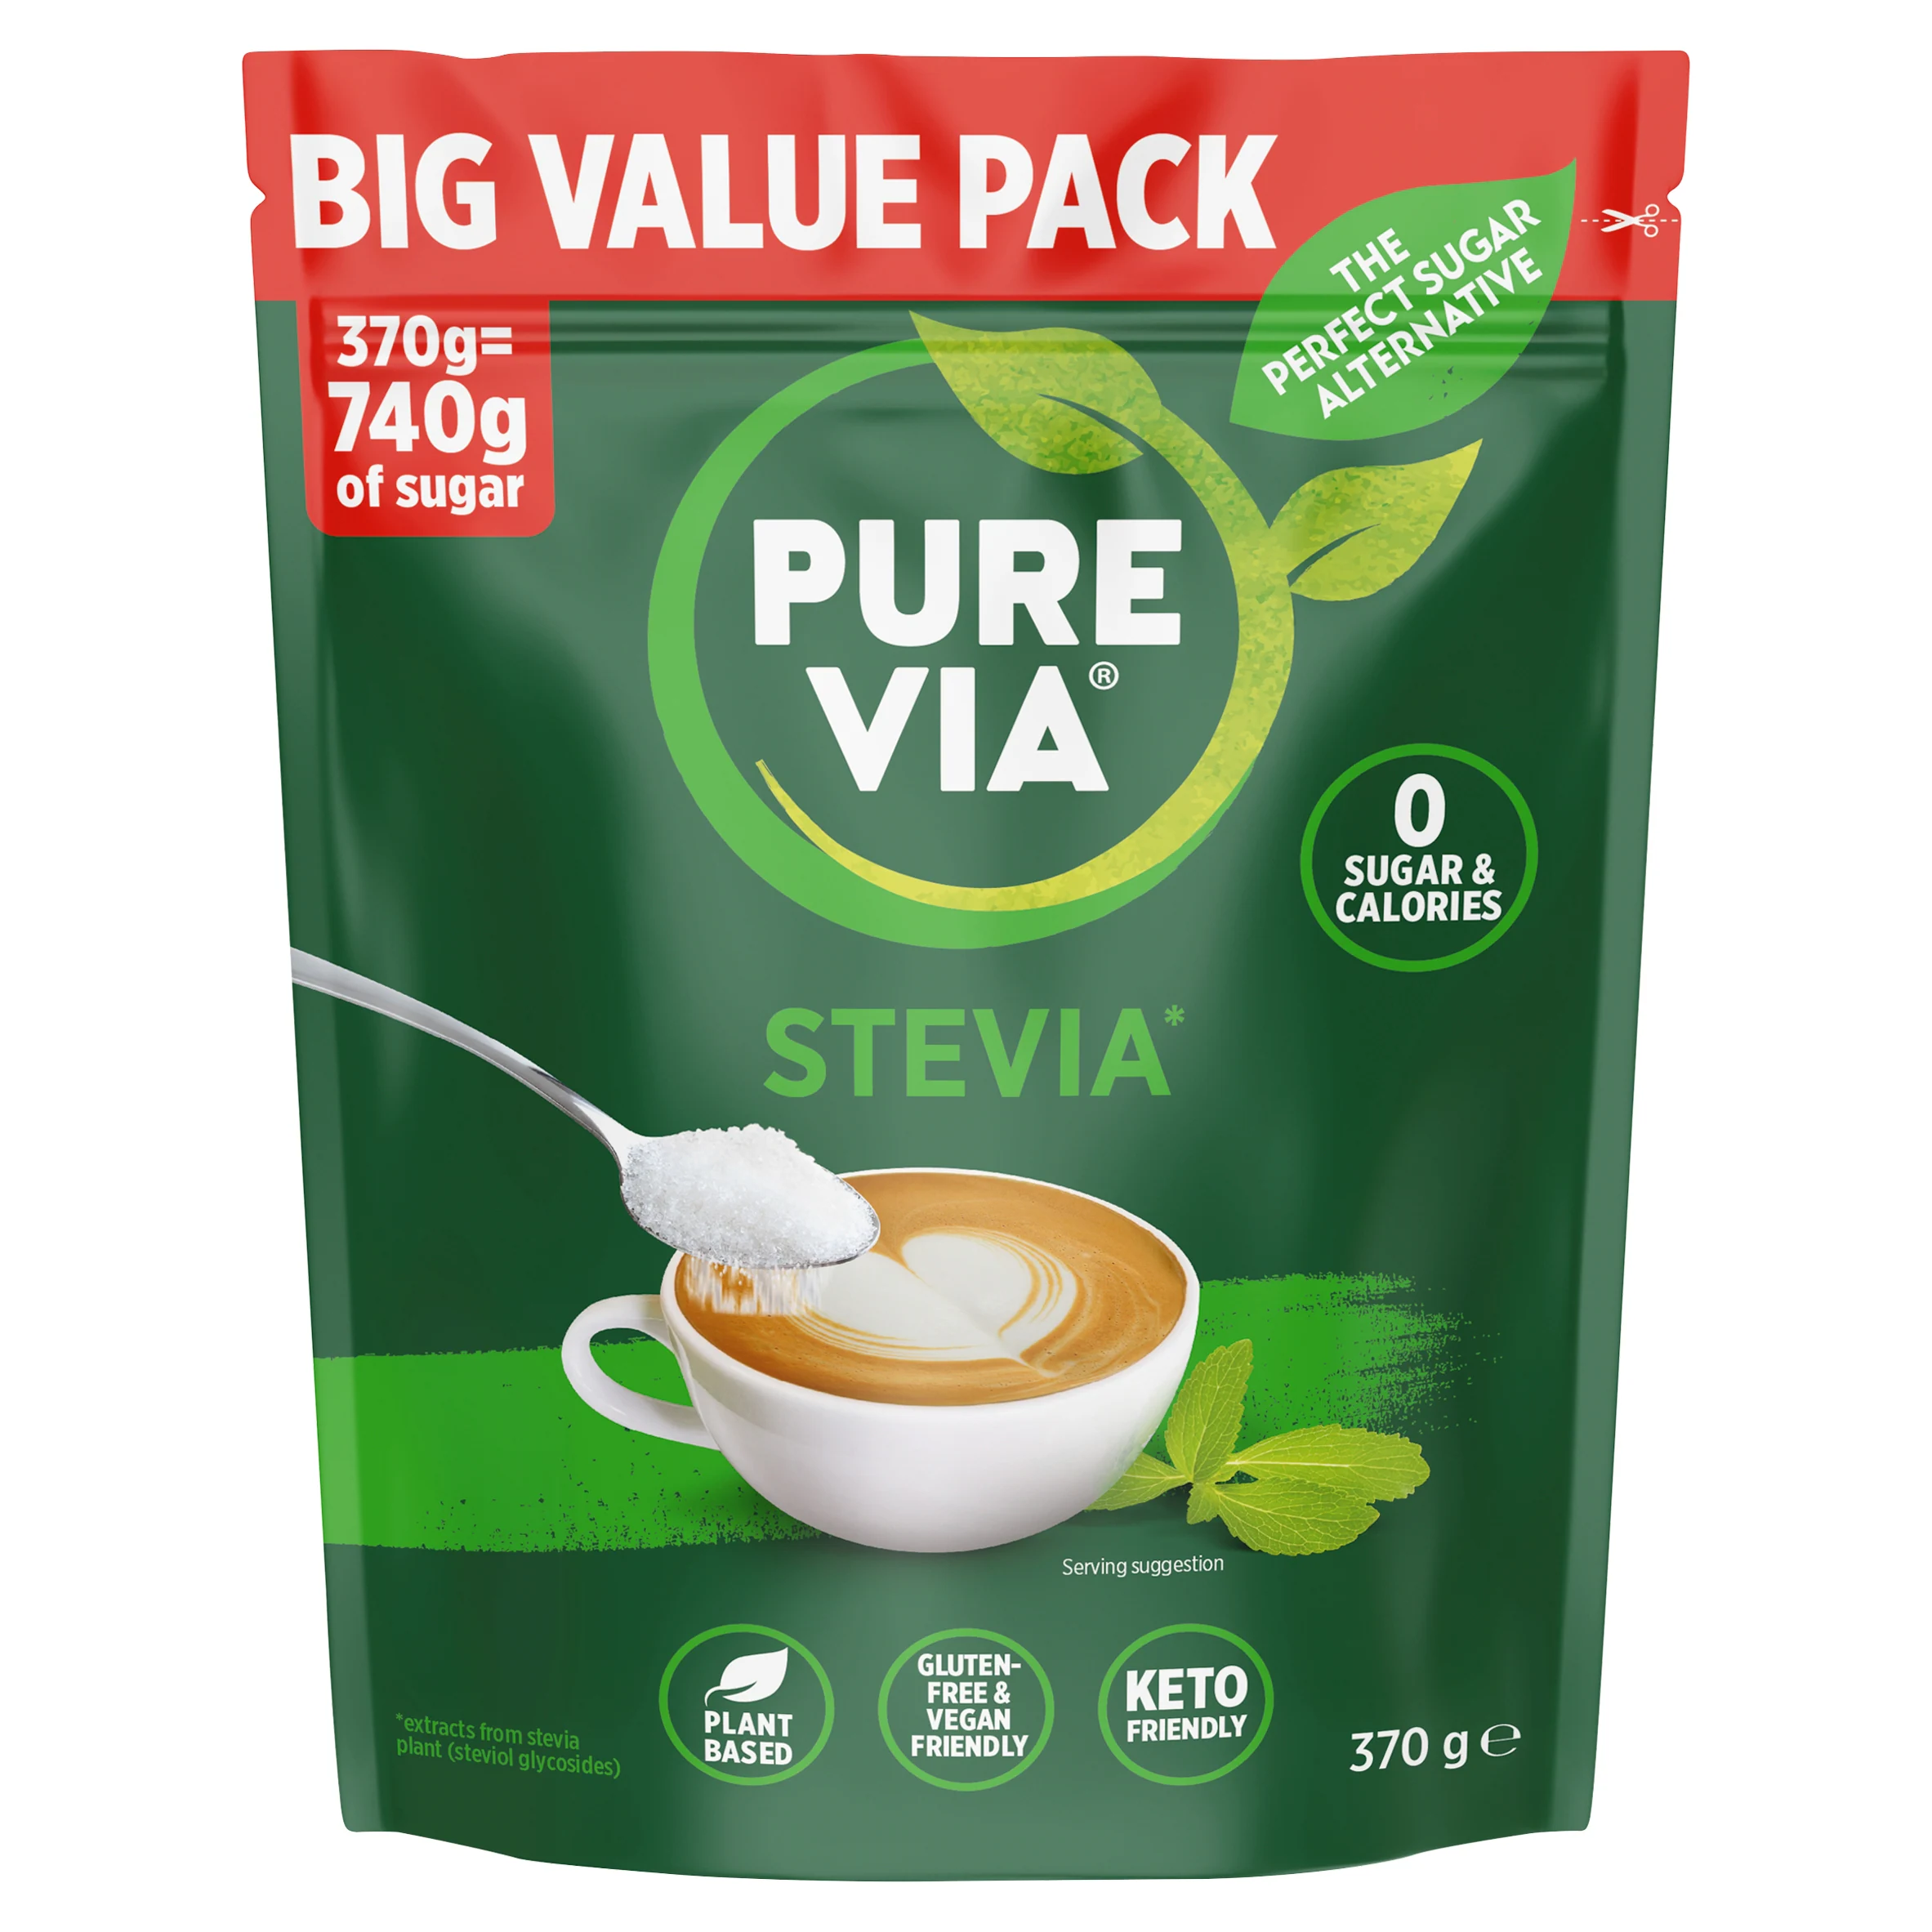 BIG VALUE PACK
THE
PERFECT SUGAR
ALTERNATIVE
370g=
740g
of sugar
PURE
VIA®
0
SUGAR &
CALORIES
STEVIA*
Serving suggestion
PLANT
BASED
GLUTEN-
FREE &
VEGAN
FRIENDLY
KETO
FRIENDLY
*extracts from stevia
plant (steviol glycosides)
370 g ℮